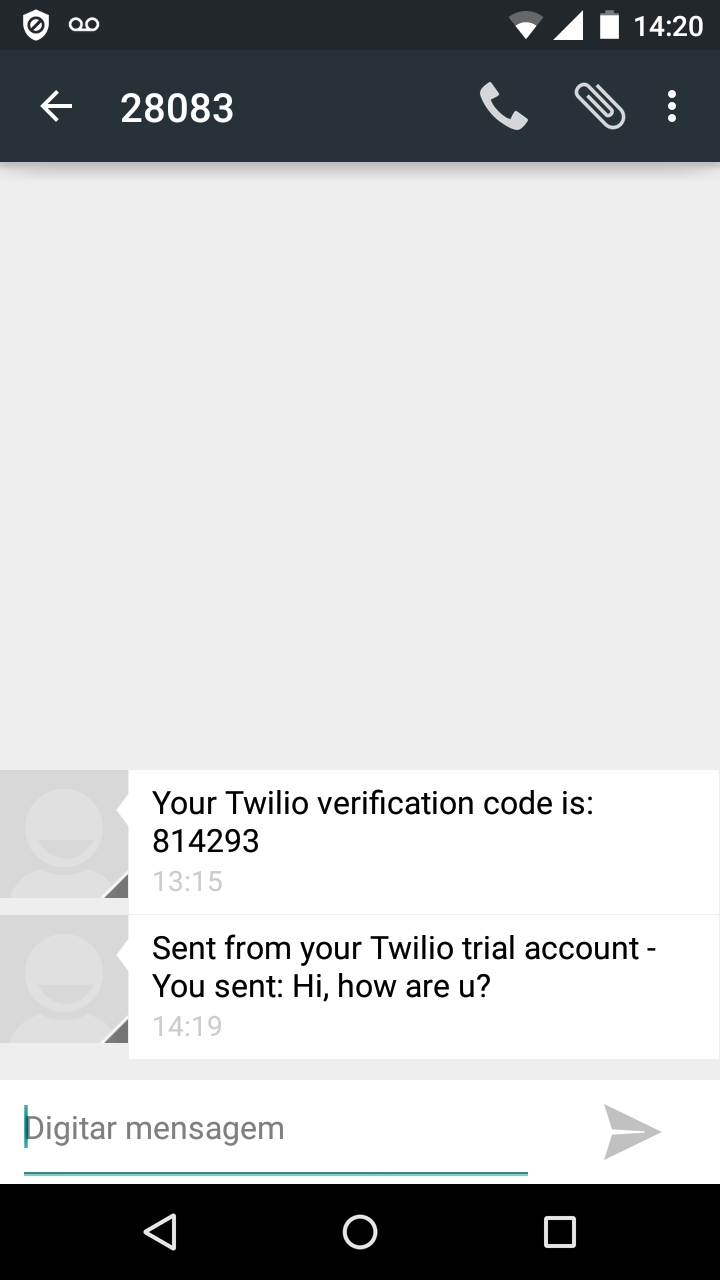 14:20
28083
Your Twilio verification code is:
814293
13:15
Sent from your Twilio trial account -
You sent: Hi, how are u?
14:19
Digitar mensagem